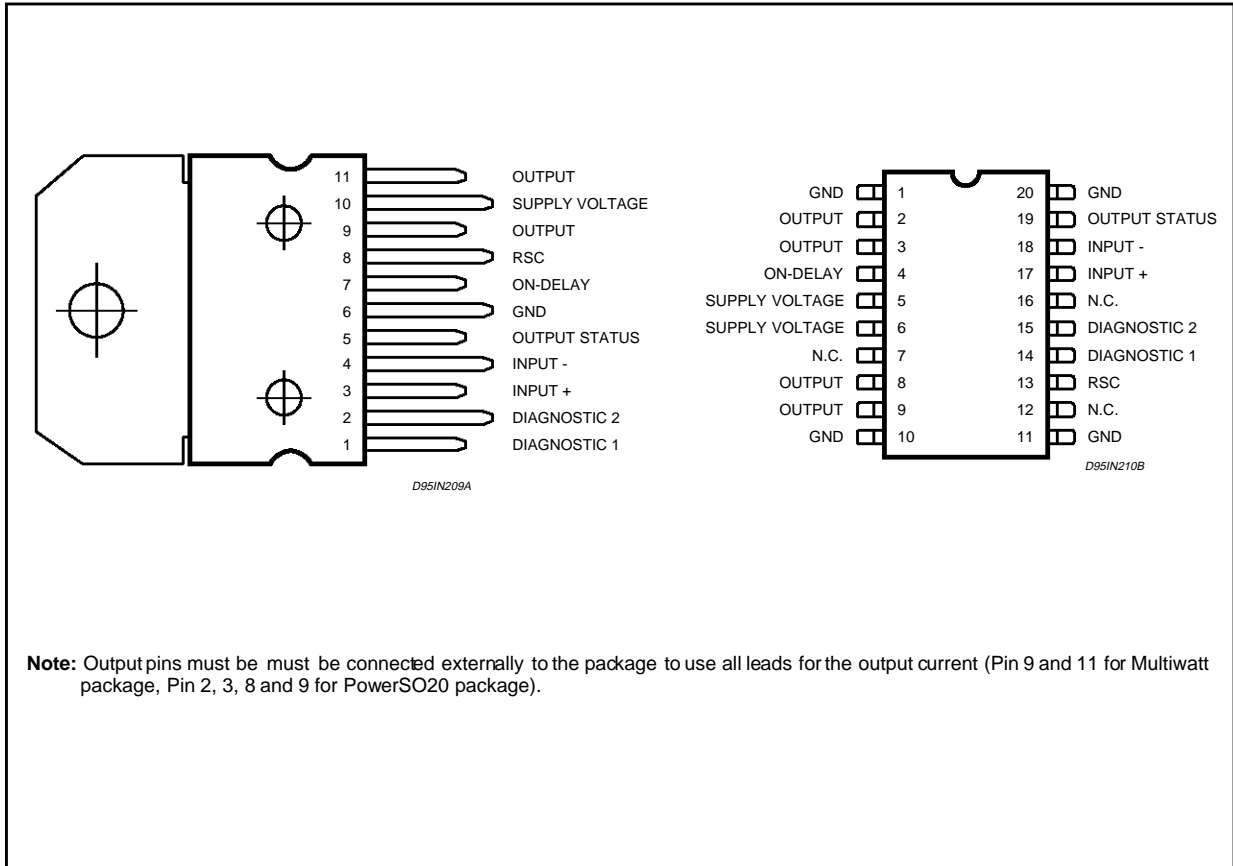 11 OUTPUT
10 SUPPLY VOLTAGE
9 OUTPUT
8 RSC
7 ON-DELAY
6 GND
5 OUTPUT STATUS
4 INPUT -
3 INPUT +
2 DIAGNOSTIC 2
1 DIAGNOSTIC 1
D95IN209A
GND 1 20 GND
OUTPUT 2 19 OUTPUT STATUS
OUTPUT 3 18 INPUT -
ON-DELAY 4 17 INPUT +
SUPPLY VOLTAGE 5 16 N.C.
SUPPLY VOLTAGE 6 15 DIAGNOSTIC 2
N.C. 7 14 DIAGNOSTIC 1
OUTPUT 8 13 RSC
OUTPUT 9 12 N.C.
GND 10 11 GND
D95IN210B
Note: Output pins must be must be connected externally to the package to use all leads for the output current (Pin 9 and 11 for Multiwatt
package, Pin 2, 3, 8 and 9 for PowerSO20 package).